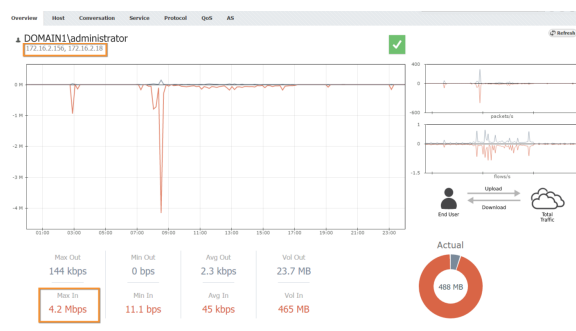 Overview Host Conversation Service Protocol QoS AS
DOMAIN1\administrator
172.16.2.156, 172.16.2.18
Refresh
0 M
-1 M
-2 M
-3 M
-4 M
01:00 03:00 05:00 07:00 09:00 11:00 13:00 15:00 17:00 19:00 21:00 23:00
400
0
-600
packets/s
1
0
-1.5
flows/s
Upload
Download
End User
Total
Traffic
Max Out Min Out Avg Out Vol Out
144 kbps 0 bps 2.3 kbps 23.7 MB
Max In Min In Avg In Vol In
4.2 Mbps 11.1 bps 45 kbps 465 MB
Actual
488 MB